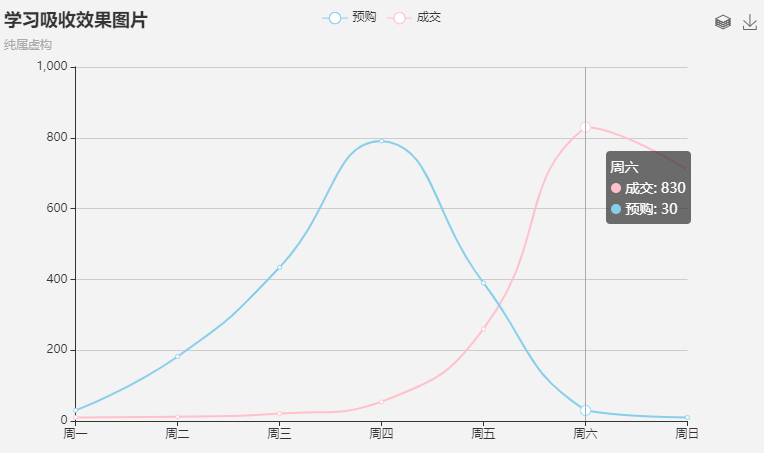 学习吸收效果图片
预购 成交
纯属虚构
1,000
800
600
400
200
0
周一 周二 周三 周四 周五 周六 周日
周六
成交: 830
预购: 30